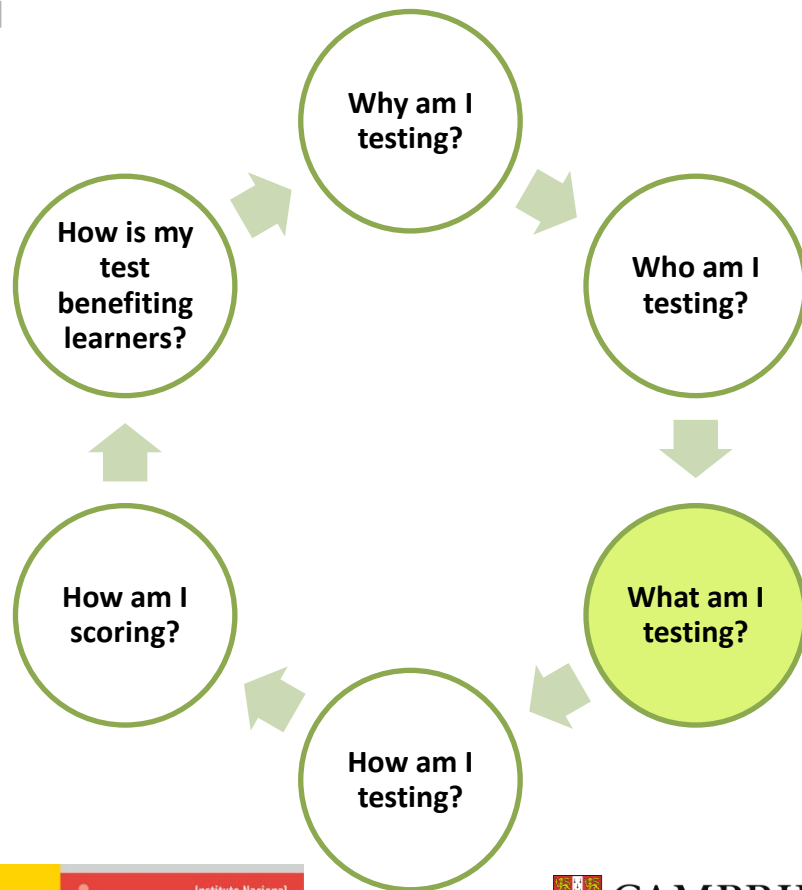 Why am I
testing?
Who am I
testing?
What am I
testing?
How am I
testing?
How am I
scoring?
How is my
test
benefiting
learners?